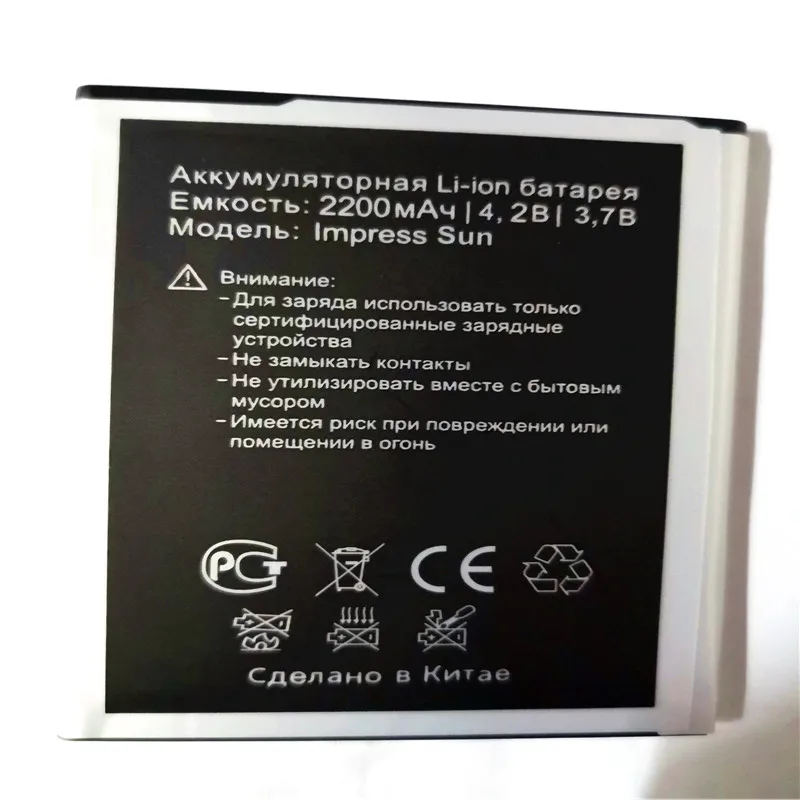 Аккумуляторная Li-ion батарея
Емкость: 2200мАч|4, 2В| 3,7В
Модель: Impress Sun
Внимание:
-Для заряда использовать только
сертифицированные зарядные
устройства
-Не замыкать контакты
-Не утилизировать вместе с бытовым
мусором
-Имеется риск при повреждении или
помещении в огонь
РСТ CE
Сделано в Китае